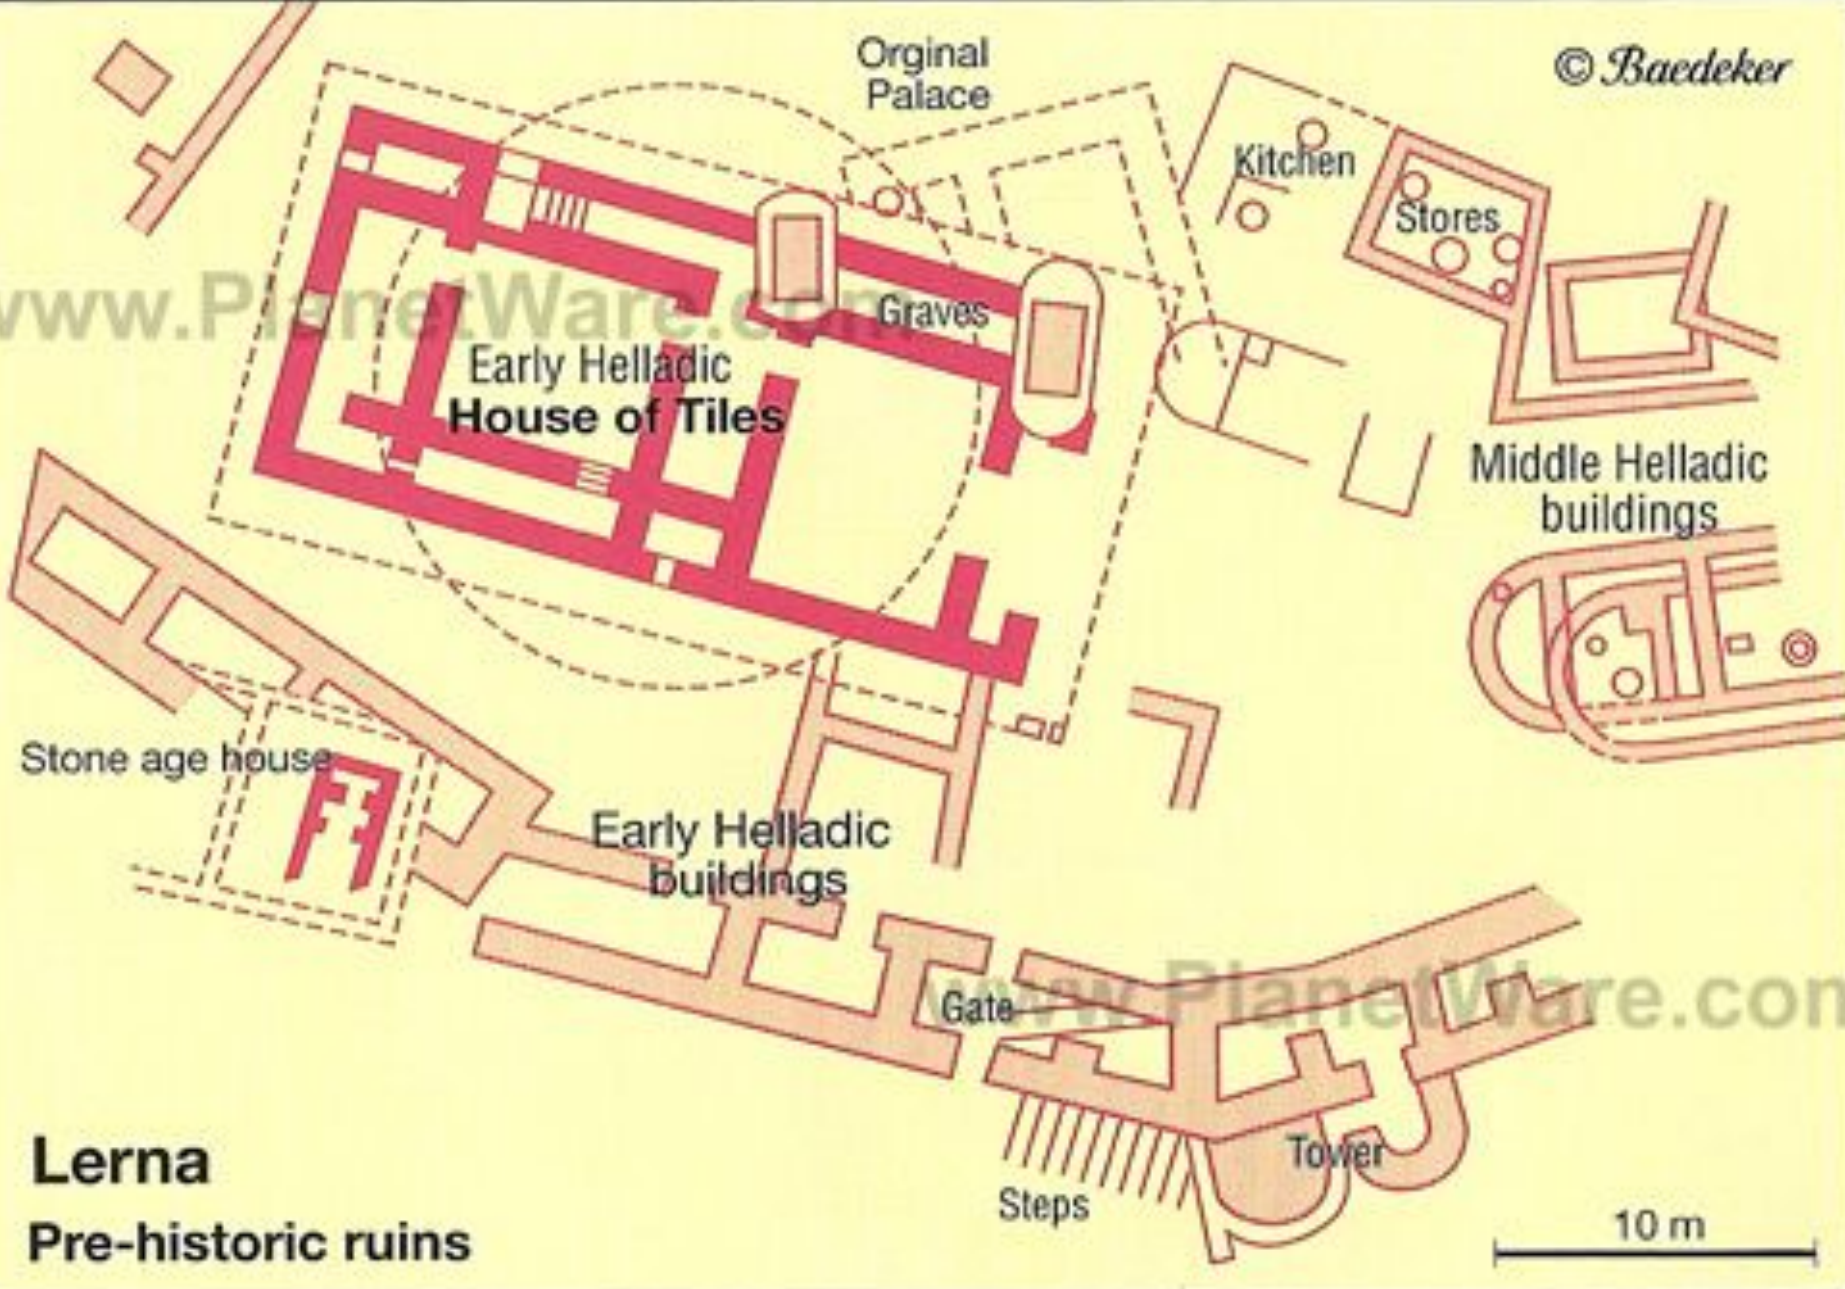 Orginal
Palace
© Baedeker
Kitchen
Stores
www.PlanetWare.com
Graves
Early Helladic
House of Tiles
Middle Helladic
buildings
Stone age house
Early Helladic
buildings
www.PlanetWare.com
Gate
Tower
Steps
Lerna
Pre-historic ruins
10 m